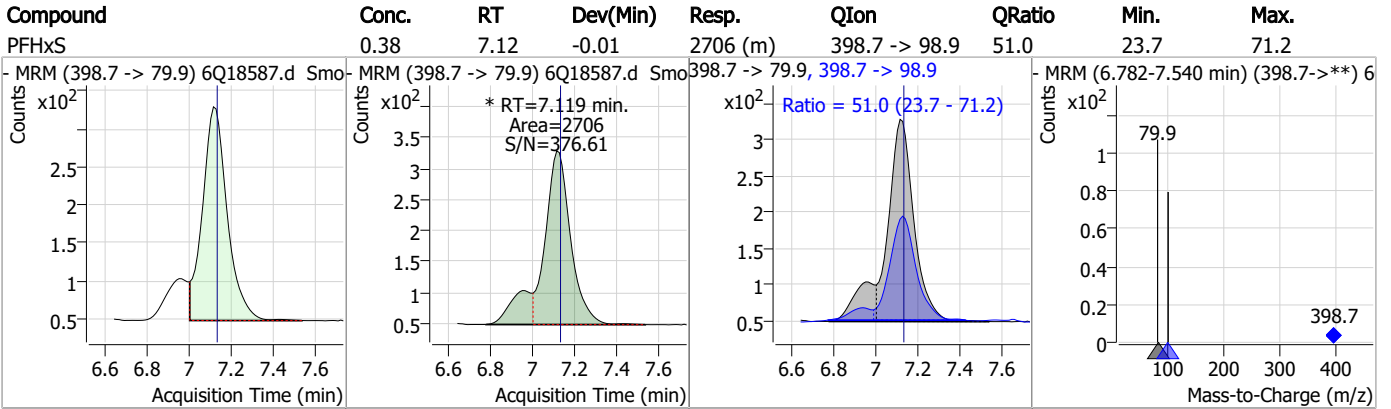 Compound Conc. RT Dev(Min) Resp. QIon QRatio Min. Max.
PFHxS 0.38 7.12 -0.01 2706 (m) 398.7 -> 98.9 51.0 23.7 71.2
- MRM (398.7 -> 79.9) 6Q18587.d Smo
Counts
x10²
2.5
2
1.5
1
0.5
6.6 6.8 7 7.2 7.4 7.6
Acquisition Time (min)
- MRM (398.7 -> 79.9) 6Q18587.d Smo
Counts
x10²
* RT=7.119 min.
Area=2706
S/N=376.61
3.5
3
2.5
2
1.5
1
0.5
6.6 6.8 7 7.2 7.4 7.6
Acquisition Time (min)
398.7 -> 79.9, 398.7 -> 98.9
Counts
x10²
Ratio = 51.0 (23.7 - 71.2)
3
2.5
2
1.5
1
0.5
6.6 6.8 7 7.2 7.4 7.6
Acquisition Time (min)
- MRM (6.782-7.540 min) (398.7->**) 6
Counts
x10²
79.9
1
0.8
0.6
0.4
0.2
0
398.7
100 200 300 400
Mass-to-Charge (m/z)